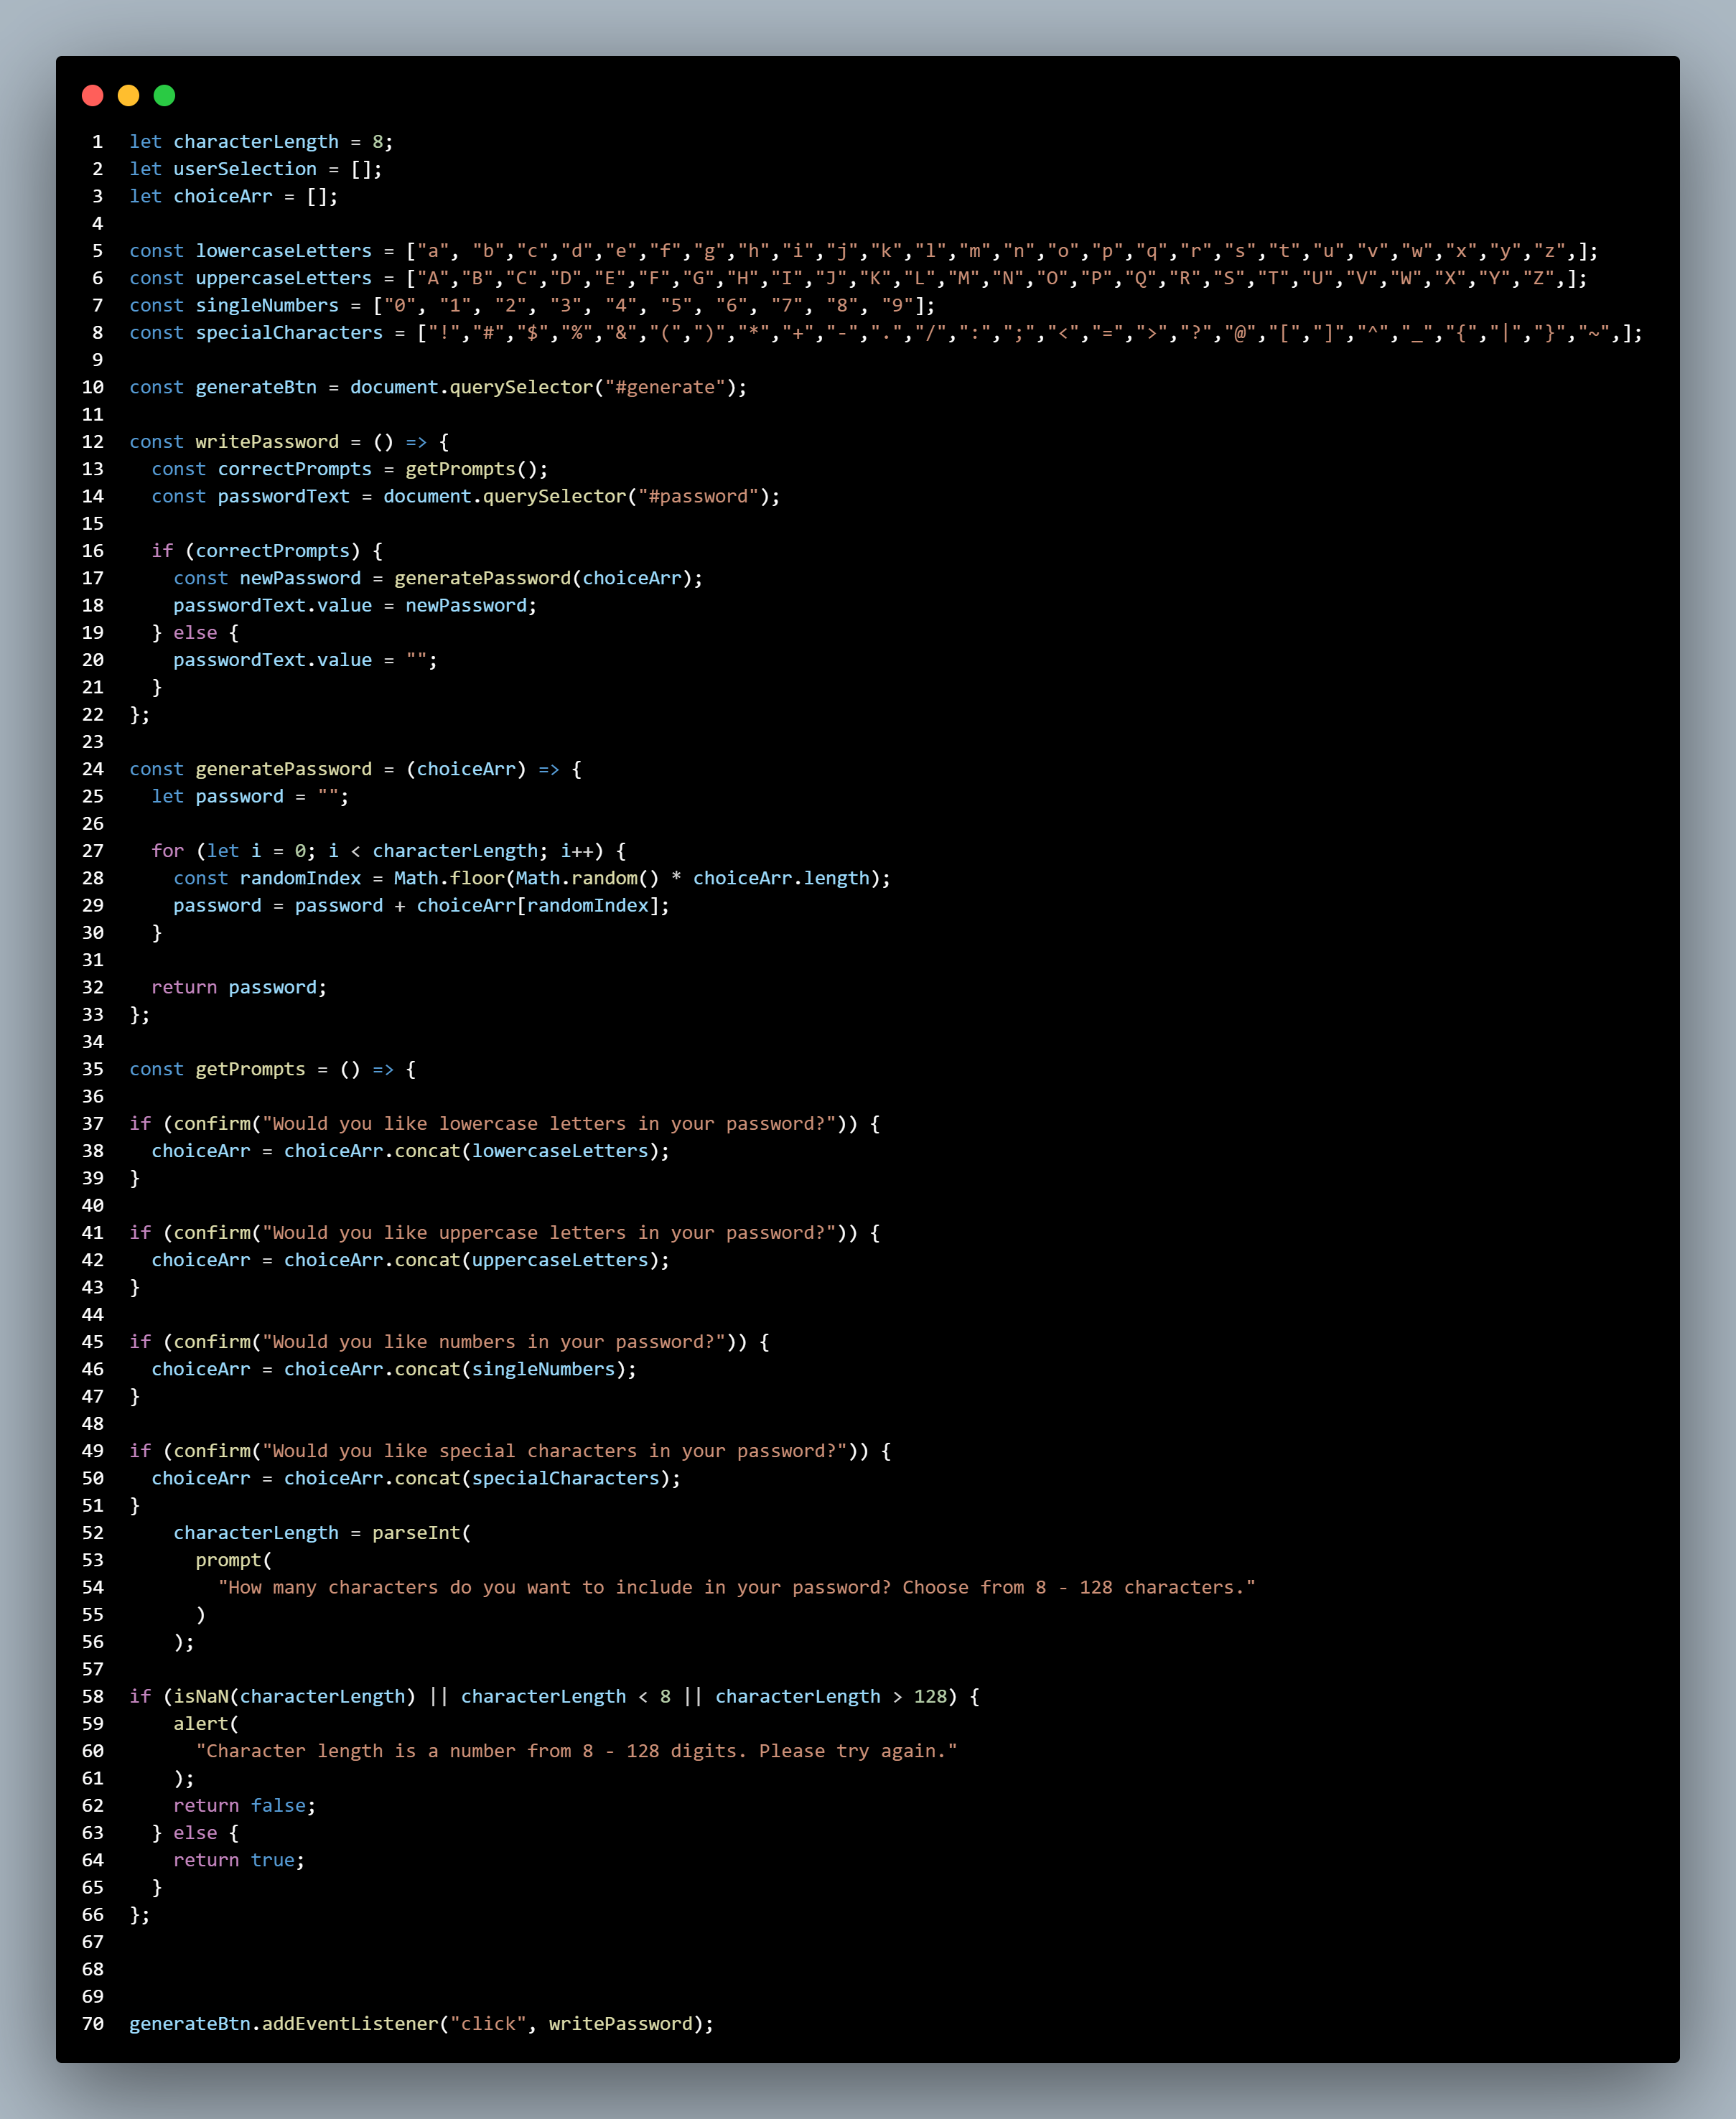 1 let characterLength = 8;
2 let userSelection = [];
3 let choiceArr = [];
4
5 const lowercaseLetters = ["a", "b","c","d","e","f","g","h","i","j","k","l","m","n","o","p","q","r","s","t","u","v","w","x","y","z",];
6 const uppercaseLetters = ["A","B","C","D","E","F","G","H","I","J","K","L","M","N","O","P","Q","R","S","T","U","V","W","X","Y","Z",];
7 const singleNumbers = ["0", "1", "2", "3", "4", "5", "6", "7", "8", "9"];
8 const specialCharacters = ["!","#","$","%","&","(",")","*","+","-",".","/",":",";","<","=",">","?","@","[","]","^","_","{","|","}","~",];
9
10 const generateBtn = document.querySelector("#generate");
11
12 const writePassword = () => {
13   const correctPrompts = getPrompts();
14   const passwordText = document.querySelector("#password");
15
16   if (correctPrompts) {
17     const newPassword = generatePassword(choiceArr);
18     passwordText.value = newPassword;
19   } else {
20     passwordText.value = "";
21   }
22 };
23
24 const generatePassword = (choiceArr) => {
25   let password = "";
26
27   for (let i = 0; i < characterLength; i++) {
28     const randomIndex = Math.floor(Math.random() * choiceArr.length);
29     password = password + choiceArr[randomIndex];
30   }
31
32   return password;
33 };
34
35 const getPrompts = () => {
36
37 if (confirm("Would you like lowercase letters in your password?")) {
38   choiceArr = choiceArr.concat(lowercaseLetters);
39 }
40
41 if (confirm("Would you like uppercase letters in your password?")) {
42   choiceArr = choiceArr.concat(uppercaseLetters);
43 }
44
45 if (confirm("Would you like numbers in your password?")) {
46   choiceArr = choiceArr.concat(singleNumbers);
47 }
48
49 if (confirm("Would you like special characters in your password?")) {
50   choiceArr = choiceArr.concat(specialCharacters);
51 }
52     characterLength = parseInt(
53       prompt(
54         "How many characters do you want to include in your password? Choose from 8 - 128 characters."
55       )
56     );
57
58 if (isNaN(characterLength) || characterLength < 8 || characterLength > 128) {
59     alert(
60       "Character length is a number from 8 - 128 digits. Please try again."
61     );
62     return false;
63   } else {
64     return true;
65   }
66 };
67
68
69
70 generateBtn.addEventListener("click", writePassword);